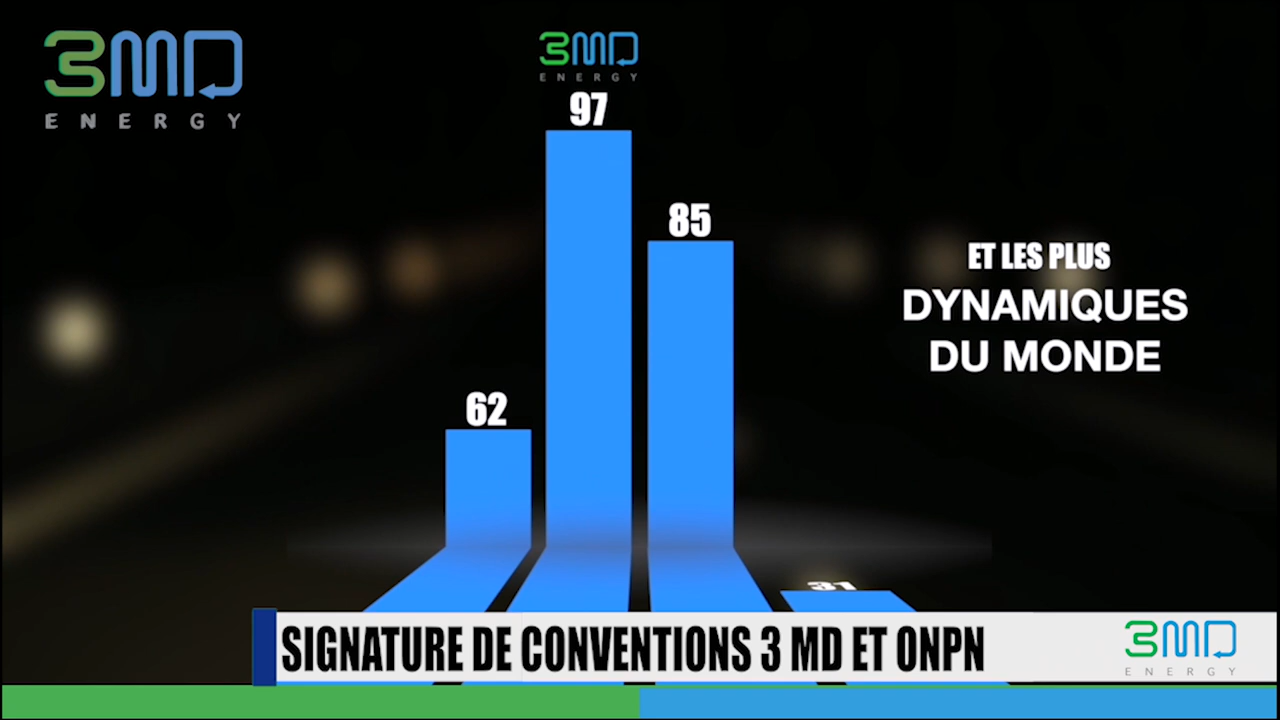 3MD
ENERGY
3MD
ENERGY
97
85
62
31
ET LES PLUS
DYNAMIQUES
DU MONDE
SIGNATURE DE CONVENTIONS 3 MD ET ONPN
3MD
ENERGY